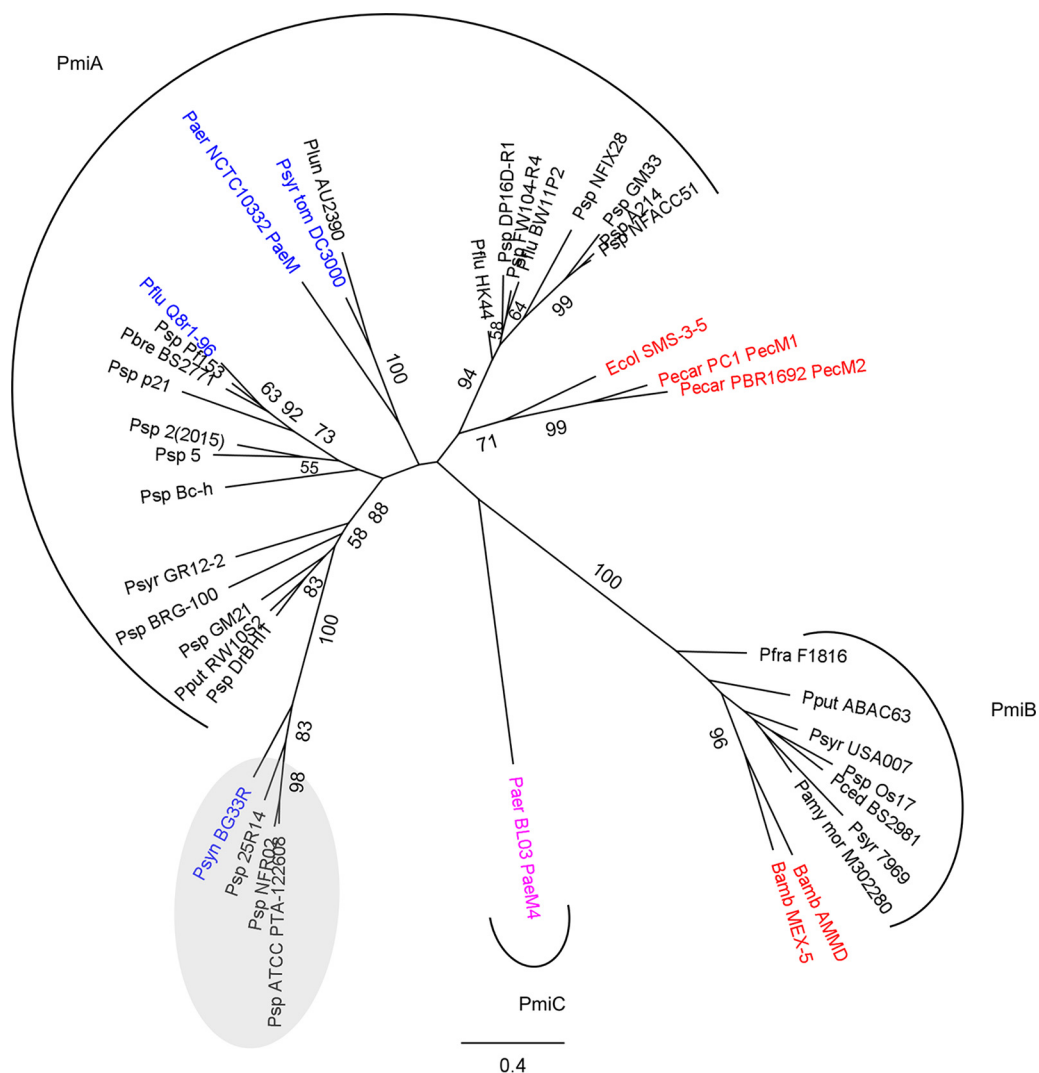 PmiA
Paer NCTC10332 PaeM
Psyr tom DC3000
Plun AU2390
Pflu HK44
Psp DP16D-R1
Psp FW104-R4
Pflu BW11P2
Psp NFIX28
Psp GM33
Psp A214
Psp NFACC51
58
64
99
94
100
Ecol SMS-3-5
Pecar PC1 PecM1
Pecar PBR1692 PecM2
71
99
Pflu Q8r1-96
Psp Pf153
Pbre BS2771
Psp p21
63
92
73
Psp 2(2015)
Psp 5
55
Psp Bc-h
88
58
Psyr GR12-2
Psp BRG-100
Psp GM21
Pput RW10S2
Psp DrBHI1
83
100
83
98
Psyn BG33R
Psp 25R14
Psp NFR02
Psp ATCC PTA-122608
100
Pfra F1816
Pput ABAC63
PmiB
Psyr USA007
Psp Os17
Pced BS2981
Psyr 7969
Pamy mor M302280
96
Bamb AMMD
Bamb MEX-5
Paer BL03 PaeM4
PmiC
0.4